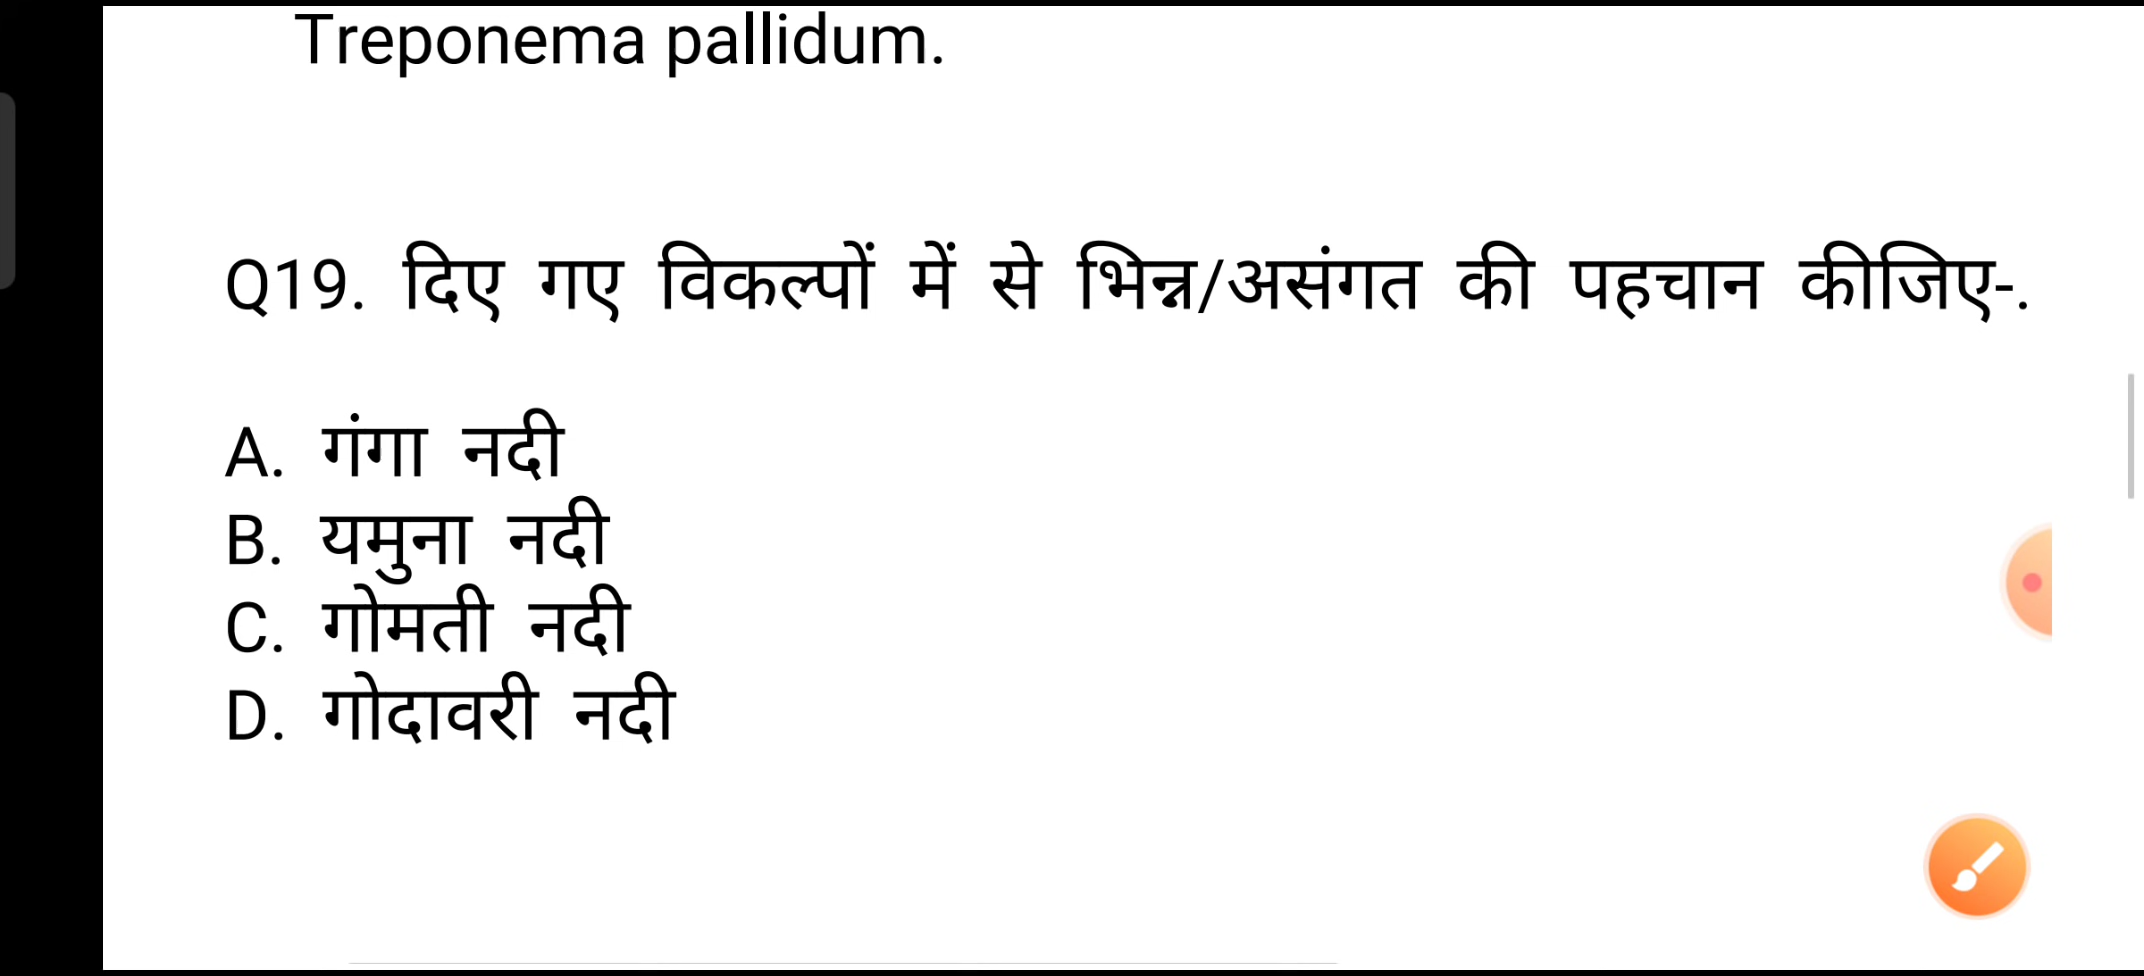 Treponema pallidum.
Q19. दिए गए विकल्पों में से भिन्न/असंगत की पहचान कीजिए-.
A. गंगा नदी
B. यमुना नदी
C. गोमती नदी
D. गोदावरी नदी